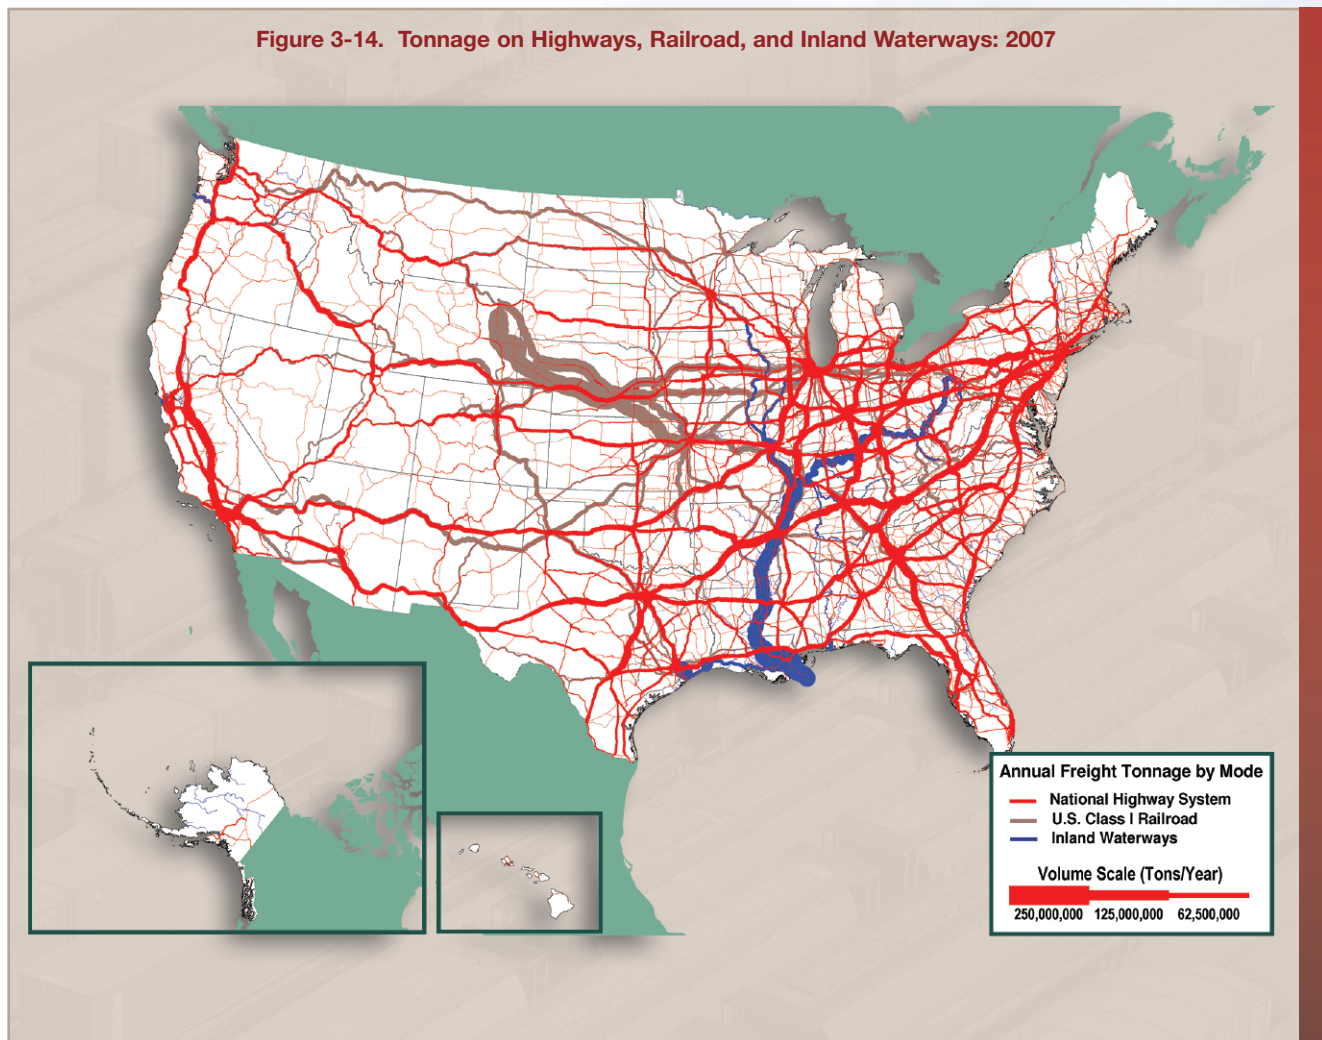 Figure 3-14. Tonnage on Highways, Railroad, and Inland Waterways: 2007
Annual Freight Tonnage by Mode
National Highway System
U.S. Class I Railroad
Inland Waterways
Volume Scale (Tons/Year)
250,000,000 125,000,000 62,500,000